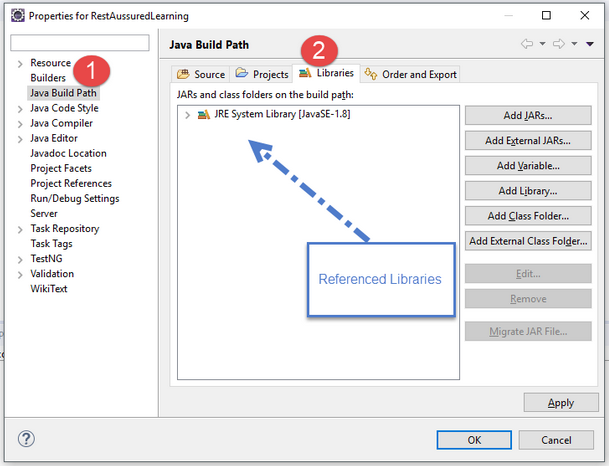 Properties for RestAussuredLearning
Java Build Path
1
2
Resource
Builders
Java Build Path
Java Code Style
Java Compiler
Java Editor
Javadoc Location
Project Facets
Project References
Run/Debug Settings
Server
Task Repository
Task Tags
TestNG
Validation
WikiText
Source
Projects
Libraries
Order and Export
JARs and class folders on the build path:
JRE System Library [JavaSE-1.8]
Referenced Libraries
Add JARs...
Add External JARs...
Add Variable...
Add Library...
Add Class Folder...
Add External Class Folder...
Edit...
Remove
Migrate JAR File...
Apply
?
OK
Cancel